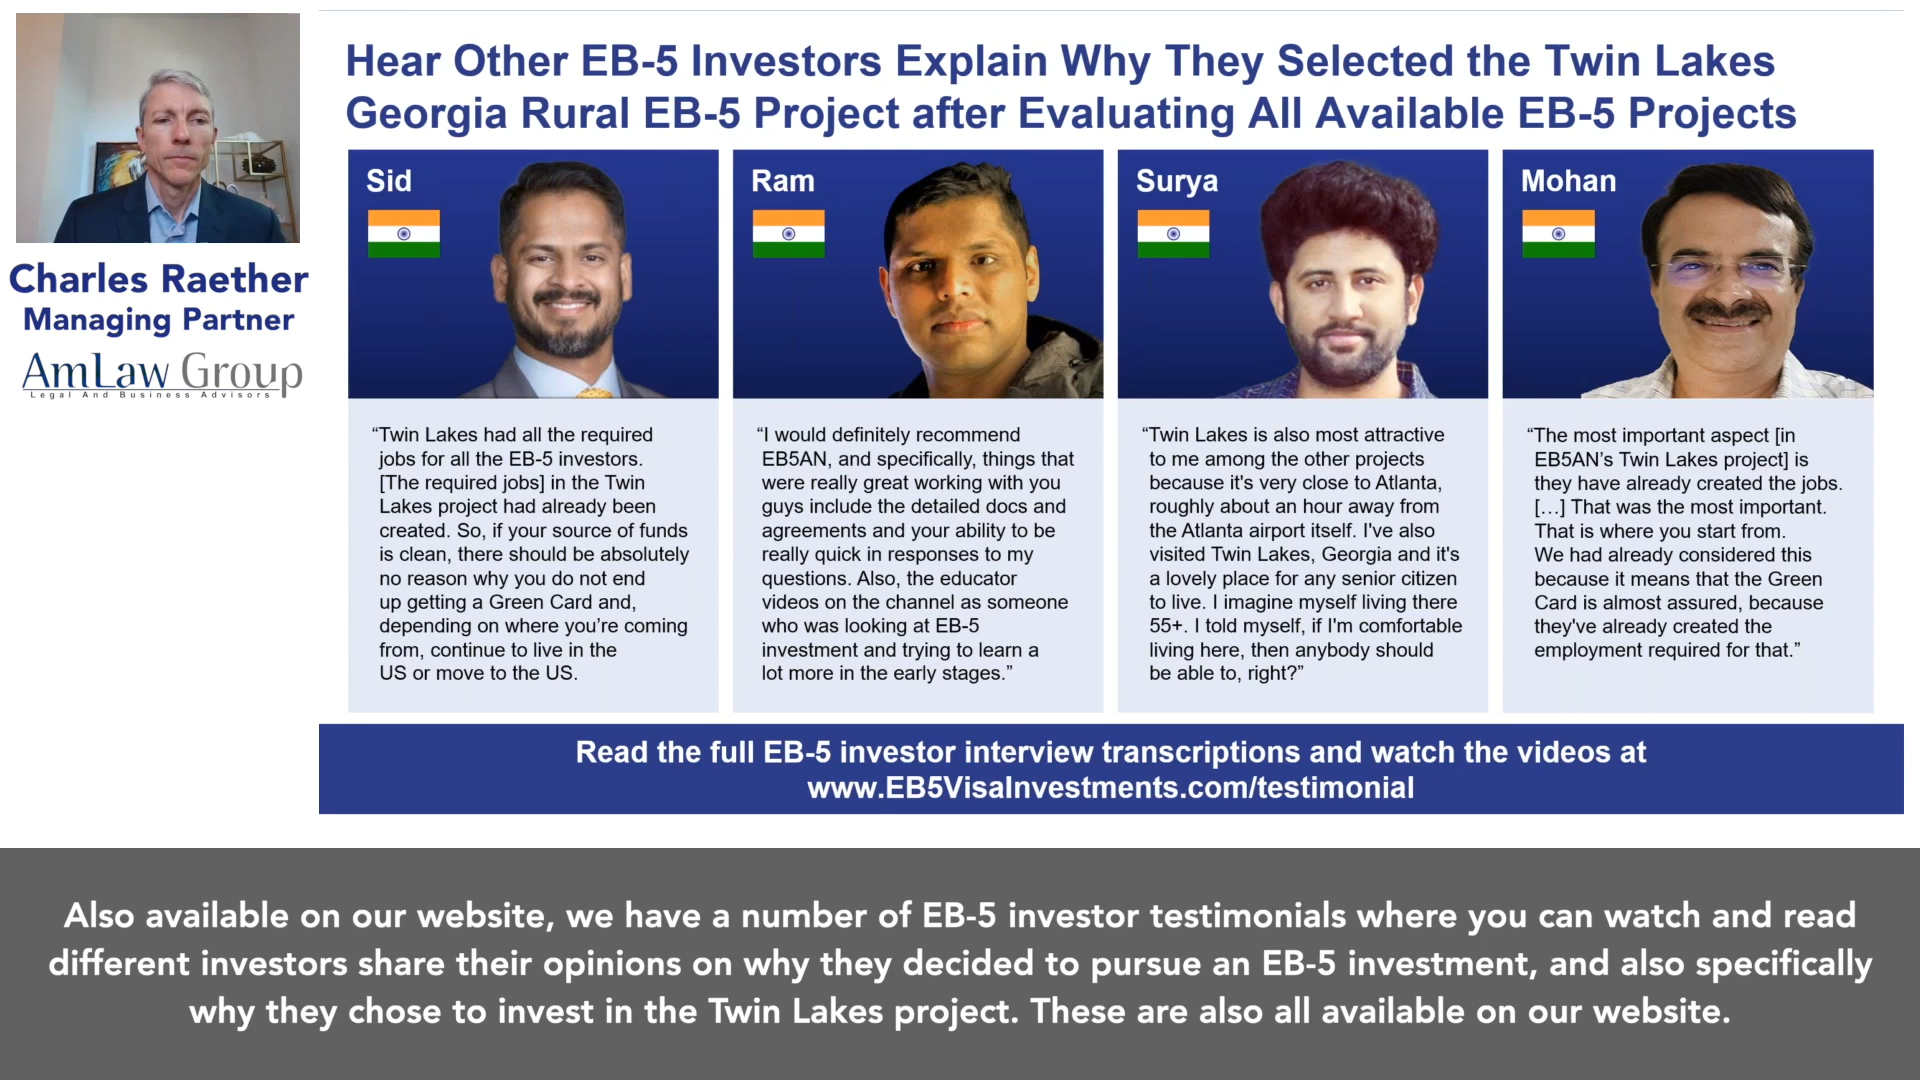 Charles Raether
Managing Partner
AmLaw Group
Legal And Business Advisors
Hear Other EB-5 Investors Explain Why They Selected the Twin Lakes
Georgia Rural EB-5 Project after Evaluating All Available EB-5 Projects
Sid
“Twin Lakes had all the required
jobs for all the EB-5 investors.
[The required jobs] in the Twin
Lakes project had already been
created. So, if your source of funds
is clean, there should be absolutely
no reason why you do not end
up getting a Green Card and,
depending on where you’re coming
from, continue to live in the
US or move to the US.
Ram
“I would definitely recommend
EB5AN, and specifically, things that
were really great working with you
guys include the detailed docs and
agreements and your ability to be
really quick in responses to my
questions. Also, the educator
videos on the channel as someone
who was looking at EB-5
investment and trying to learn a
lot more in the early stages.”
Surya
“Twin Lakes is also most attractive
to me among the other projects
because it's very close to Atlanta,
roughly about an hour away from
the Atlanta airport itself. I've also
visited Twin Lakes, Georgia and it's
a lovely place for any senior citizen
to live. I imagine myself living there
55+. I told myself, if I'm comfortable
living here, then anybody should
be able to, right?”
Mohan
“The most important aspect [in
EB5AN’s Twin Lakes project] is
they have already created the jobs.
[…] That was the most important.
That is where you start from.
We had already considered this
because it means that the Green
Card is almost assured, because
they've already created the
employment required for that.”
Read the full EB-5 investor interview transcriptions and watch the videos at
www.EB5VisaInvestments.com/testimonial
Also available on our website, we have a number of EB-5 investor testimonials where you can watch and read
different investors share their opinions on why they decided to pursue an EB-5 investment, and also specifically
why they chose to invest in the Twin Lakes project. These are also all available on our website.